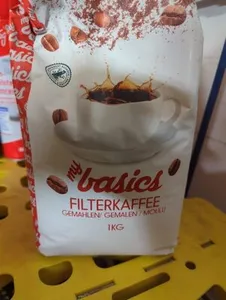 my
basics
FILTERKAFFEE
GEMAHLEN/ GEMALEN / MOULU
1KG